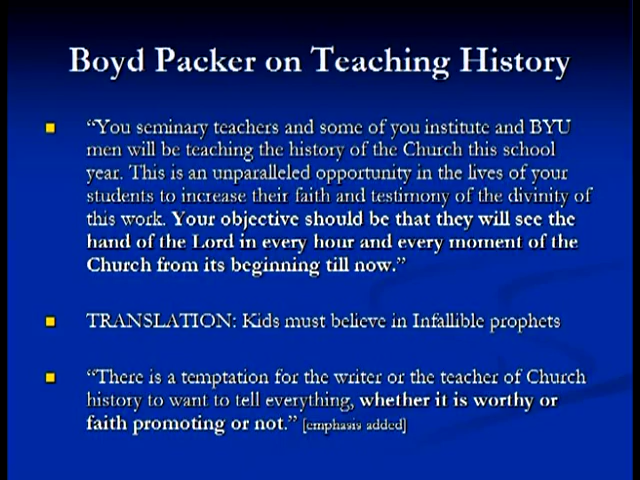 Boyd Packer on Teaching History
“You seminary teachers and some of you institute and BYU
men will be teaching the history of the Church this school
year. This is an unparalleled opportunity in the lives of your
students to increase their faith and testimony of the divinity of
this work. Your objective should be that they will see the
hand of the Lord in every hour and every moment of the
Church from its beginning till now.”
TRANSLATION: Kids must believe in Infallible prophets
“There is a temptation for the writer or the teacher of Church
history to want to tell everything, whether it is worthy or
faith promoting or not.” [emphasis added]